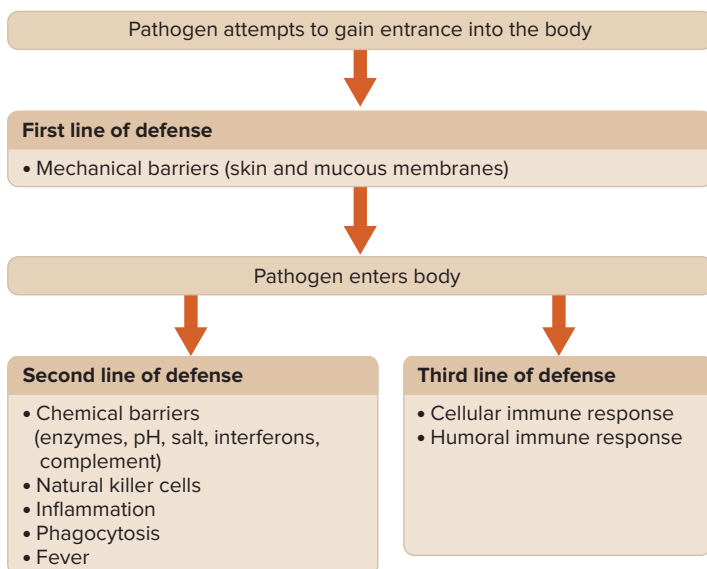 Pathogen attempts to gain entrance into the body
First line of defense
• Mechanical barriers (skin and mucous membranes)
Pathogen enters body
Second line of defense
• Chemical barriers
(enzymes, pH, salt, interferons,
complement)
• Natural killer cells
• Inflammation
• Phagocytosis
• Fever
Third line of defense
• Cellular immune response
• Humoral immune response